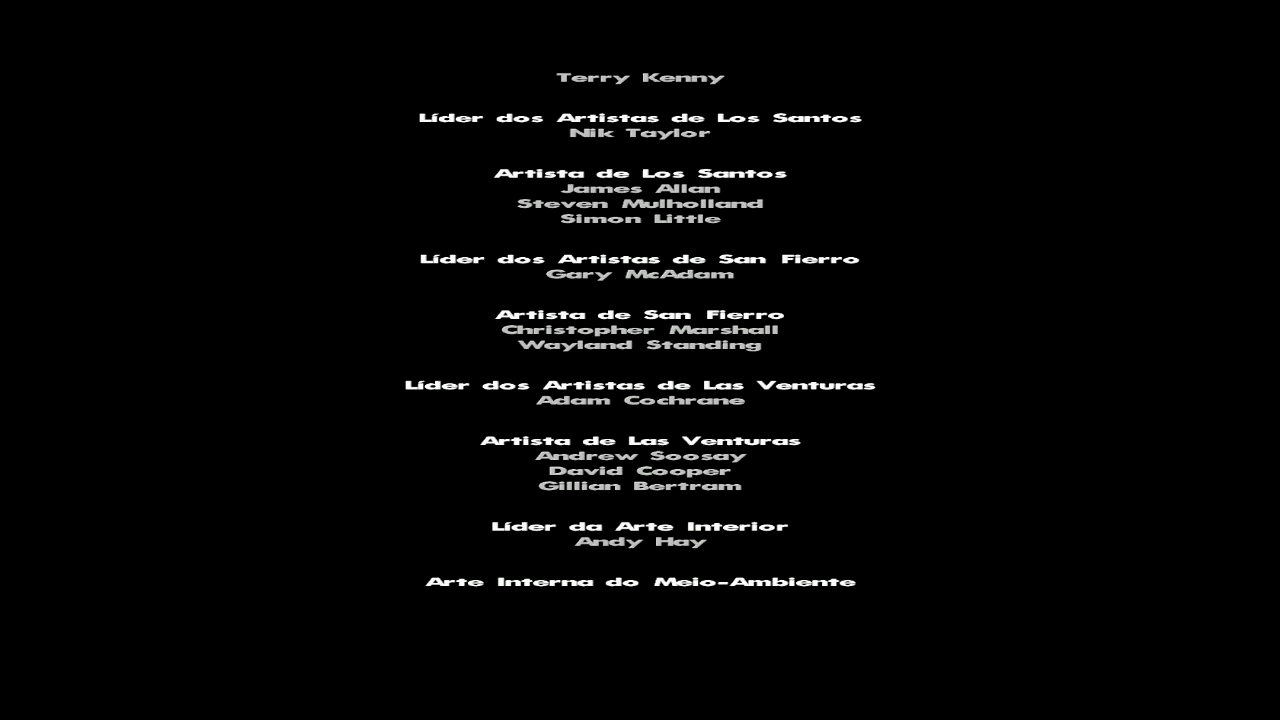 Terry Kenny
Líder dos Artistas de Los Santos
Nik Taylor
Artista de Los Santos
James Allan
Steven Mulholland
Simon Little
Líder dos Artistas de San Fierro
Gary McAdam
Artista de San Fierro
Christopher Marshall
Wayland Standing
Líder dos Artistas de Las Venturas
Adam Cochrane
Artista de Las Venturas
Andrew Soosay
David Cooper
Gillian Bertram
Líder da Arte Interior
Andy Hay
Arte Interna do Meio-Ambiente